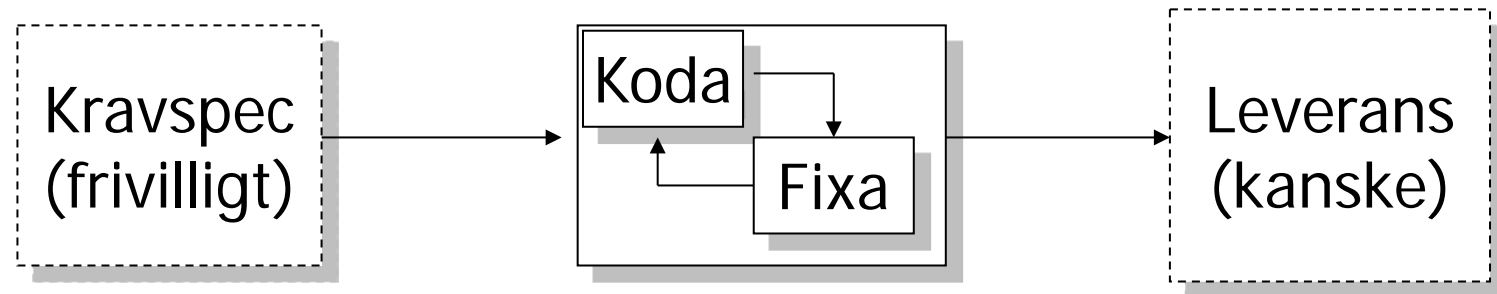 Kravspec
(frivilligt)
Koda
Fixa
Leverans
(kanske)